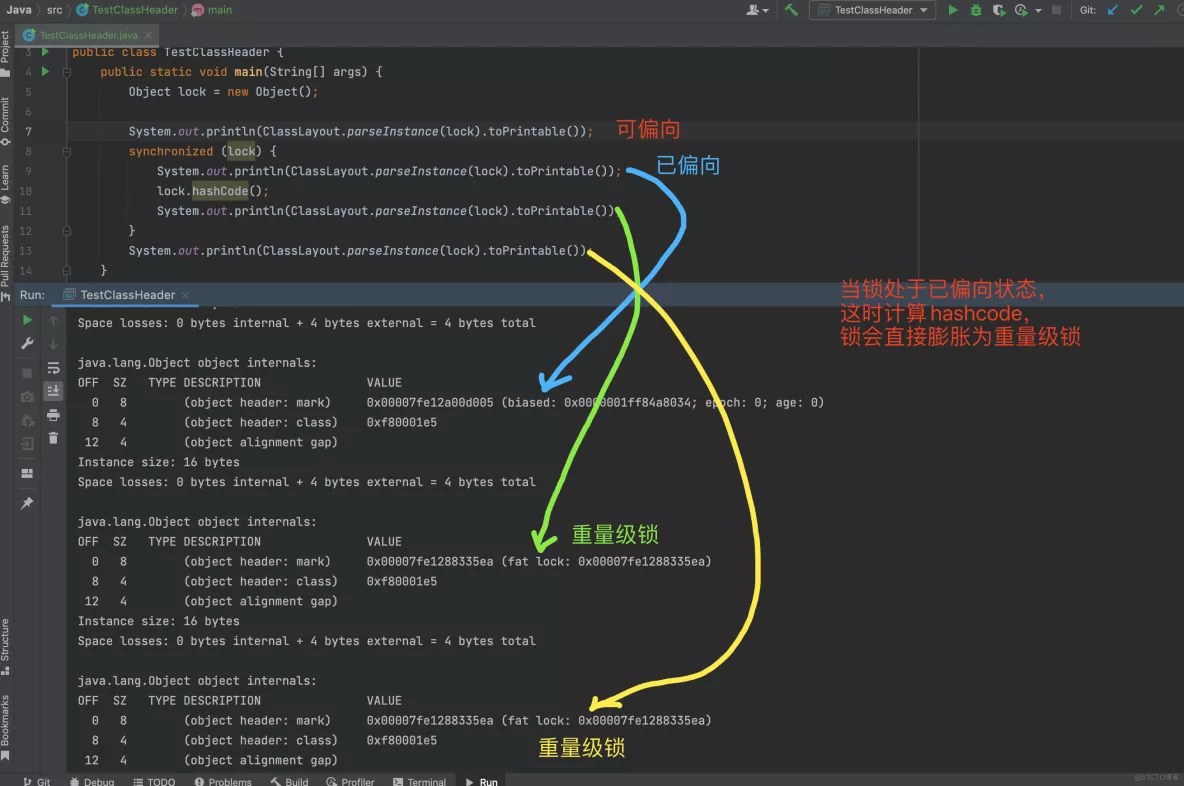 Java src TestClassHeader main TestClassHeader Git:
TestClassHeader.java
Project
Commit
Learn
Pull Requests
Structure
Bookmarks
3 public class TestClassHeader {
4 public static void main(String[] args) {
5 Object lock = new Object();
6
7 System.out.println(ClassLayout.parseInstance(lock).toPrintable()); 可偏向
8 synchronized (lock) {
已偏向
9 System.out.println(ClassLayout.parseInstance(lock).toPrintable());
10 lock.hashCode();
11 System.out.println(ClassLayout.parseInstance(lock).toPrintable())
12 }
13 System.out.println(ClassLayout.parseInstance(lock).toPrintable());
14 }
Run: TestClassHeader
当锁处于已偏向状态,
这时计算hashcode,
锁会直接膨胀为重量级锁
Space losses: 0 bytes internal + 4 bytes external = 4 bytes total
java.lang.Object object internals:
OFF SZ TYPE DESCRIPTION VALUE
0 8 (object header: mark) 0x00007fe12a00d005 (biased: 0x0000001ff84a8034; epoch: 0; age: 0)
8 4 (object header: class) 0xf80001e5
12 4 (object alignment gap)
Instance size: 16 bytes
Space losses: 0 bytes internal + 4 bytes external = 4 bytes total
java.lang.Object object internals:
重量级锁
OFF SZ TYPE DESCRIPTION VALUE
0 8 (object header: mark) 0x00007fe1288335ea (fat lock: 0x00007fe1288335ea)
8 4 (object header: class) 0xf80001e5
12 4 (object alignment gap)
Instance size: 16 bytes
Space losses: 0 bytes internal + 4 bytes external = 4 bytes total
java.lang.Object object internals:
OFF SZ TYPE DESCRIPTION VALUE
0 8 (object header: mark) 0x00007fe1288335ea (fat lock: 0x00007fe1288335ea)
8 4 (object header: class) 0xf80001e5
重量级锁
12 4 (object alignment gap)
Git Debug TODO Problems Build Profiler Terminal Run
@51CTO博客